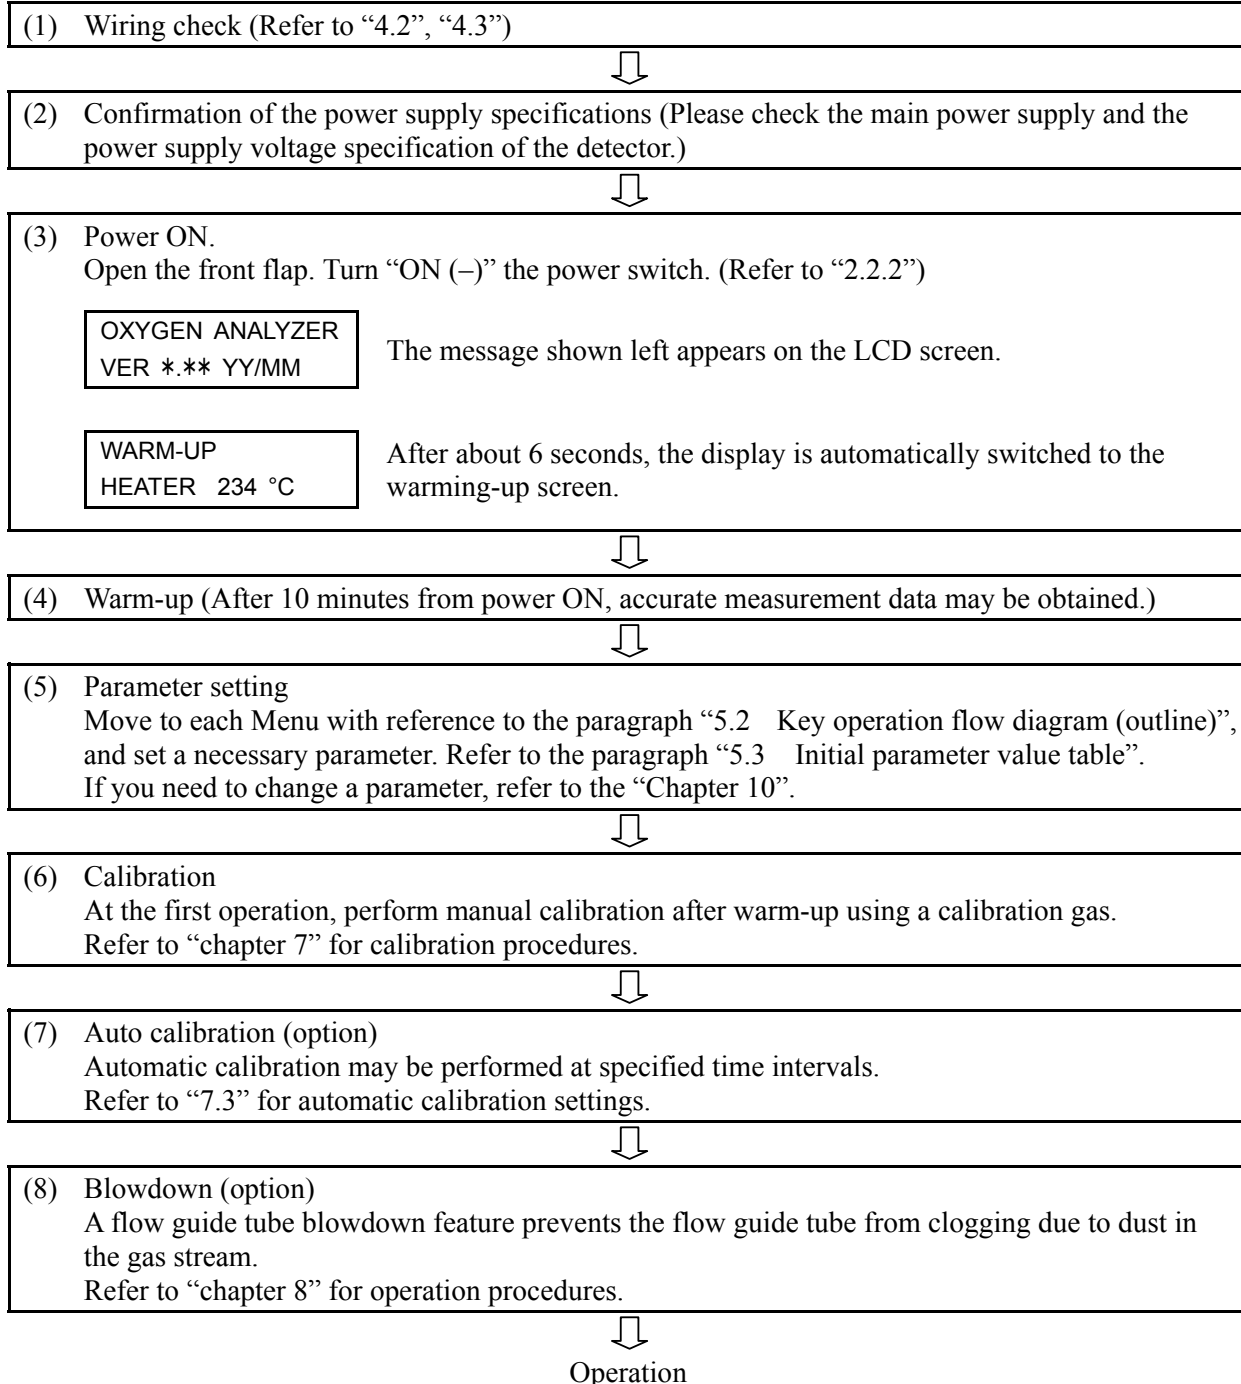 (1) Wiring check (Refer to “4.2”, “4.3”)
(2) Confirmation of the power supply specifications (Please check the main power supply and the
power supply voltage specification of the detector.)
(3) Power ON.
Open the front flap. Turn “ON (–)” the power switch. (Refer to “2.2.2”)
OXYGEN ANALYZER
VER *.** YY/MM
The message shown left appears on the LCD screen.
WARM-UP
HEATER 234 °C
After about 6 seconds, the display is automatically switched to the
warming-up screen.
(4) Warm-up (After 10 minutes from power ON, accurate measurement data may be obtained.)
(5) Parameter setting
Move to each Menu with reference to the paragraph “5.2 Key operation flow diagram (outline)”,
and set a necessary parameter. Refer to the paragraph “5.3 Initial parameter value table”.
If you need to change a parameter, refer to the “Chapter 10”.
(6) Calibration
At the first operation, perform manual calibration after warm-up using a calibration gas.
Refer to “chapter 7” for calibration procedures.
(7) Auto calibration (option)
Automatic calibration may be performed at specified time intervals.
Refer to “7.3” for automatic calibration settings.
(8) Blowdown (option)
A flow guide tube blowdown feature prevents the flow guide tube from clogging due to dust in
the gas stream.
Refer to “chapter 8” for operation procedures.
Operation